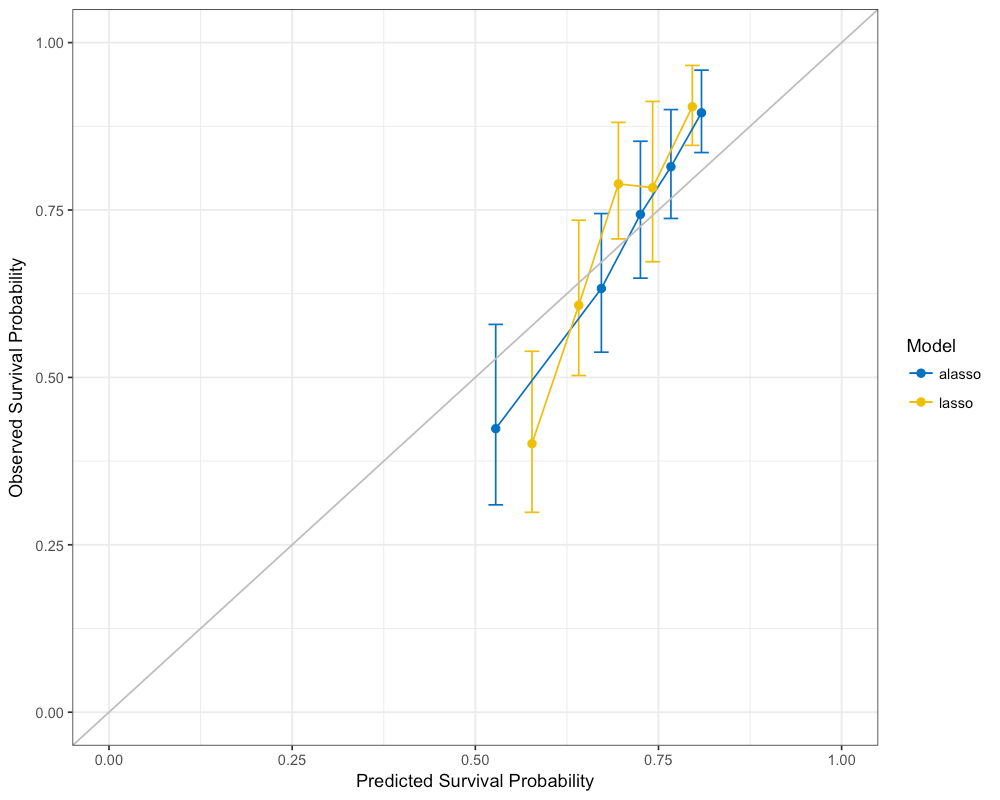 Observed Survival Probability
1.00
0.75
0.50
0.25
0.00
0.00 0.25 0.50 0.75 1.00
Predicted Survival Probability
Model
alasso
lasso